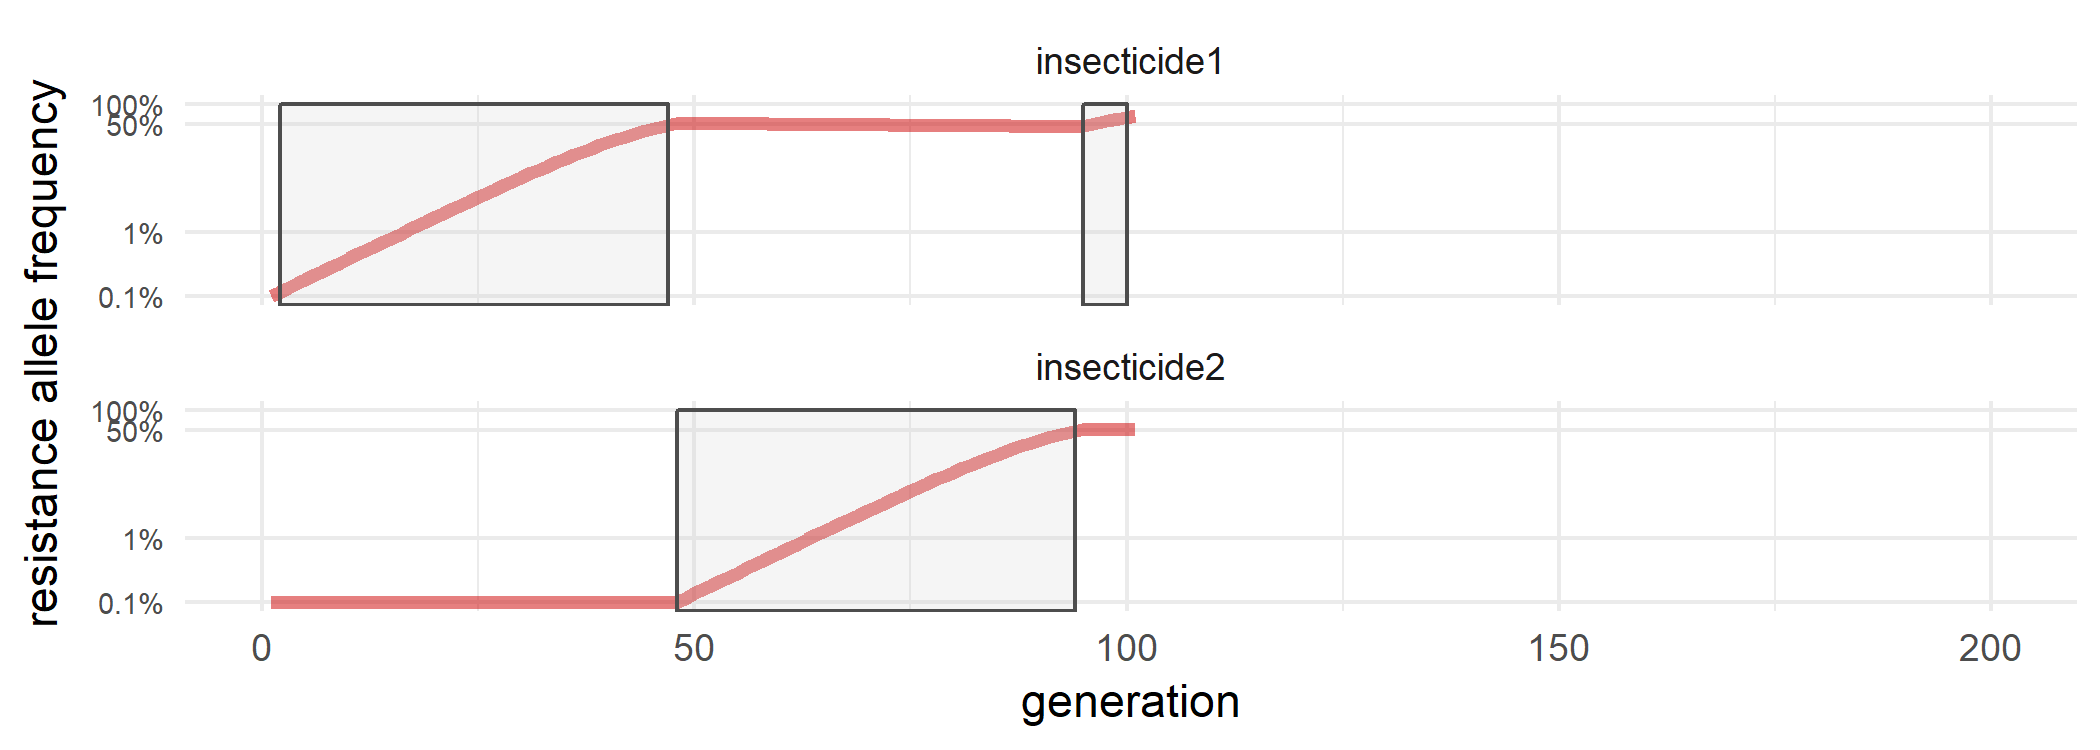 insecticide1
100%
50%
1%
0.1%
insecticide2
100%
50%
1%
0.1%
resistance allele frequency
0 50 100 150 200
generation